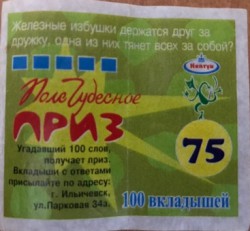 Железные избушки держатся друг за
дружку, одна из них тянет всех за собой?
Поле Чудесное
ПРИЗ
Угадавший 100 слов,
получает приз.
Вкладыши с ответами
присылайте по адресу:
г. Ильичевск,
ул.Парковая 34а.
75
100 вкладышей